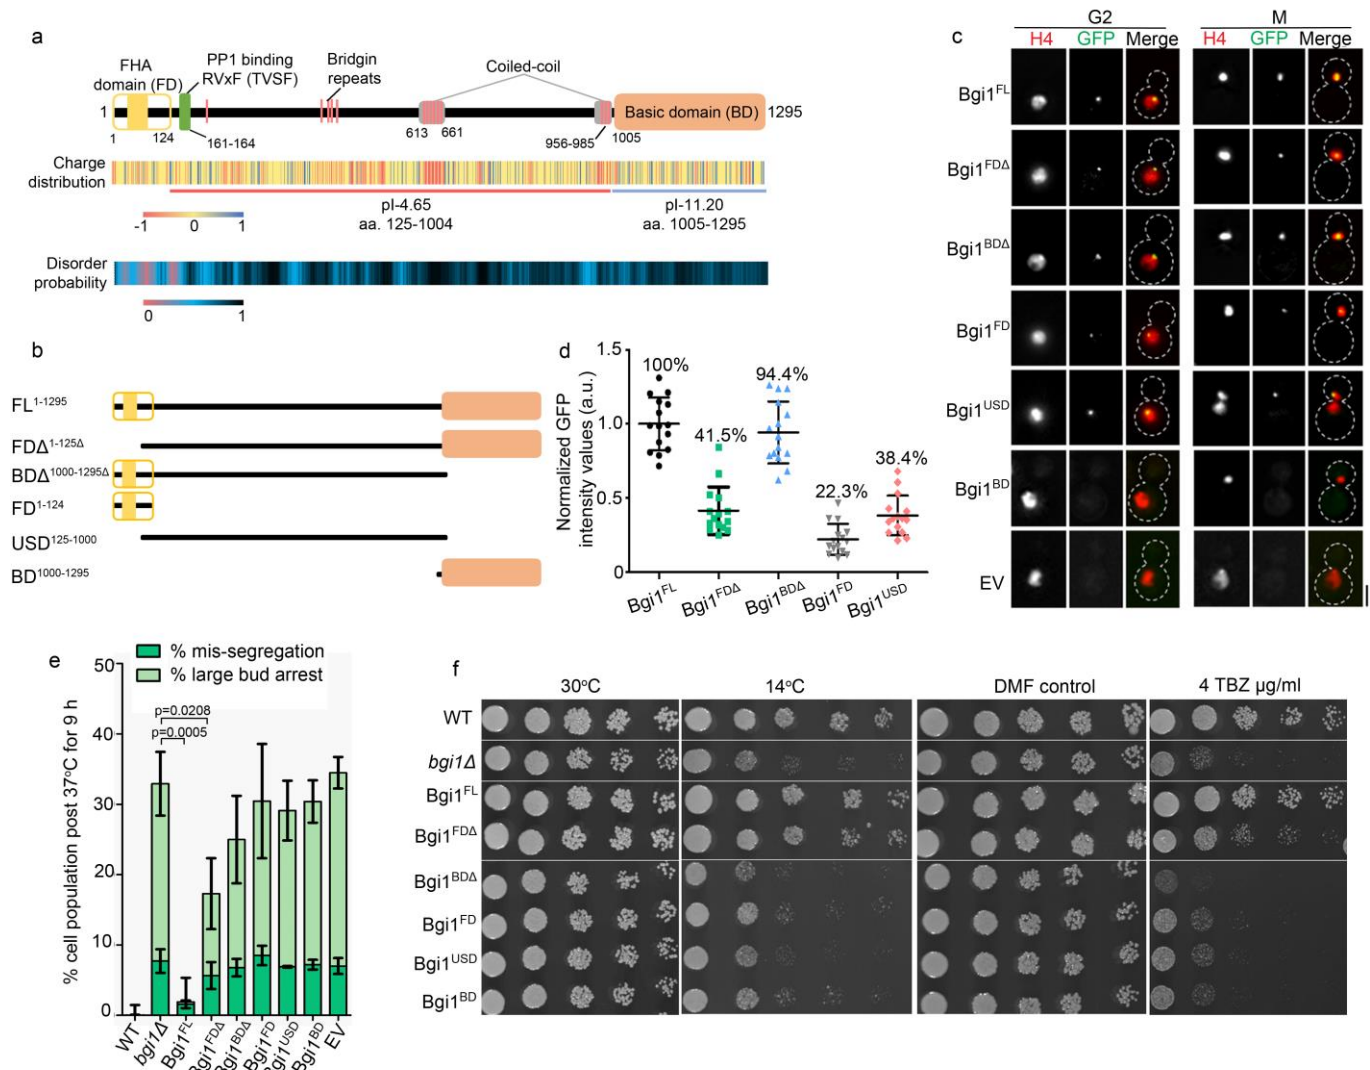 a
FHA
domain (FD)
PP1 binding
RVxF (TVSF)
Bridgin
repeats
Coiled-coil
1
Basic domain (BD)
1295
1
124
161-164
613
661
956-985
1005
Charge
distribution
pI-4.65
aa. 125-1004
pI-11.20
aa. 1005-1295
-1 0 1
Disorder
probability
0 1
b
FL1-1295
FDΔ1-125Δ
BDΔ1000-1295Δ
FD1-124
USD125-1000
BD1000-1295
c
G2 M
H4 GFP Merge H4 GFP Merge
Bgi1FL
Bgi1FDΔ
Bgi1BDΔ
Bgi1FD
Bgi1USD
Bgi1BD
EV
d
Normalized GFP
intensity values (a.u.)
1.5
1.0
0.5
0
100%
41.5%
94.4%
22.3%
38.4%
Bgi1FL Bgi1FDΔ Bgi1BDΔ Bgi1FD Bgi1USD
e
% mis-segregation
% large bud arrest
% cell population post 37°C for 9 h
50
40
30
20
10
0
p=0.0208
p=0.0005
WT bgi1Δ Bgi1FL Bgi1FDΔ Bgi1BDΔ Bgi1FD Bgi1USD Bgi1BD EV
f
30°C 14°C DMF control 4 TBZ µg/ml
WT
bgi1Δ
Bgi1FL
Bgi1FDΔ
Bgi1BDΔ
Bgi1FD
Bgi1USD
Bgi1BD